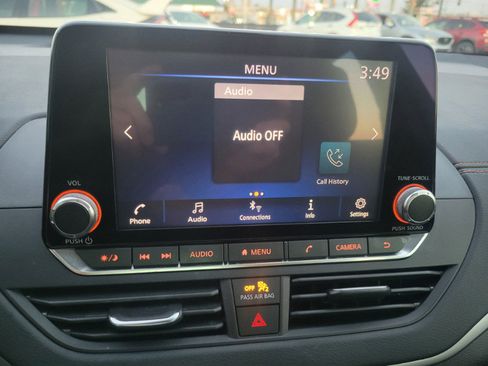 MENU
3:49
Audio
Audio OFF
Call History
Phone
Audio
Connections
Info
Settings
VOL
PUSH
TUNE·SCROLL
PUSH SOUND
AUDIO
MENU
CAMERA
OFF
PASS AIR BAG